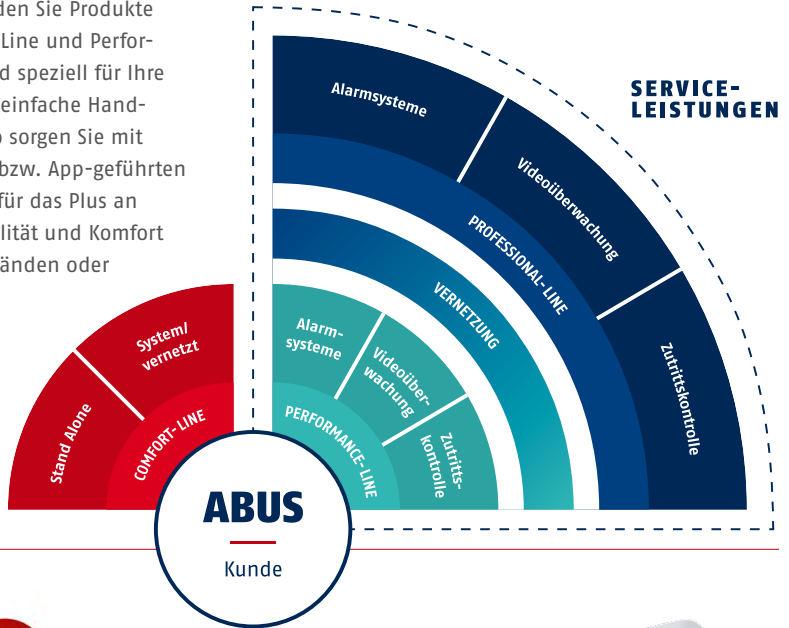 den Sie Produkte
Line und Perfor-
d speziell für Ihre
einfache Hand-
o sorgen Sie mit
bzw. App-geführten
für das Plus an
lität und Komfort
änden oder
SERVICE-
LEISTUNGEN
Alarmsysteme
Videoüberwachung
Zutrittskontrolle
PROFESSIONAL-LINE
VERNETZUNG
Alarm-
systeme
Videoüber-
wachung
Zutritts-
kontrolle
PERFORMANCE-LINE
System/
vernetzt
Stand Alone
COMFORT-LINE
ABUS
Kunde